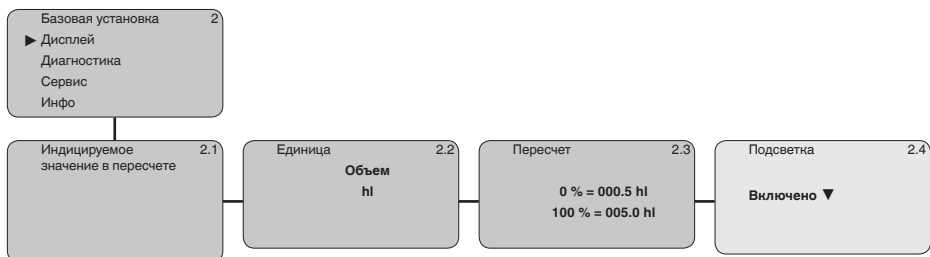 Базовая установка 2
▶ Дисплей
Диагностика
Сервис
Инфо
Индицируемое 2.1
значение в пересчете
Единица 2.2
Объем
hl
Пересчет 2.3
0 % = 000.5 hl
100 % = 005.0 hl
Подсветка 2.4
Включено ▼